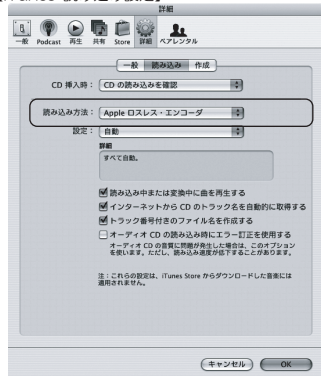 詳細
一般 Podcast 再生 共有 Store 詳細 ペアレンタル
一般 読み込み 作成
CD 挿入時： CD の読み込みを確認
読み込み方法： Apple ロスレス・エンコーダ
設定： 自動
詳細
すべて自動。
読み込み中または変換中に曲を再生する
インターネットから CD のトラック名を自動的に取得する
トラック番号付きのファイル名を作成する
オーディオ CD の読み込み時にエラー訂正を使用する
オーディオ CD の音質に問題が発生した場合は、このオプション
を使います。ただし、読み込み速度が低下することがあります。
注：これらの設定は、iTunes Store からダウンロードした音楽には
適用されません。
キャンセル OK